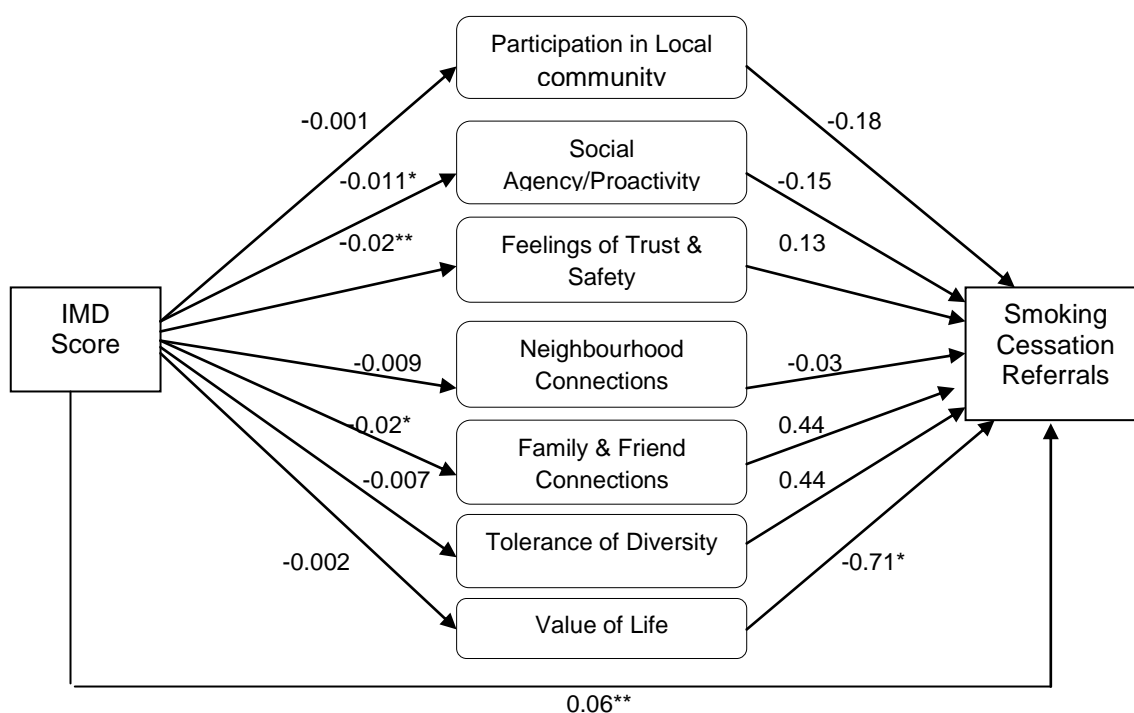 Participation in Local
community
-0.001
-0.18
Social
Agency/Proactivity
-0.011*
-0.15
-0.02**
Feelings of Trust &
Safety
0.13
IMD
Score
Smoking
Cessation
Referrals
-0.009
Neighbourhood
Connections
-0.03
-0.02*
Family & Friend
Connections
0.44
-0.007
0.44
Tolerance of Diversity
-0.002
-0.71*
Value of Life
0.06**